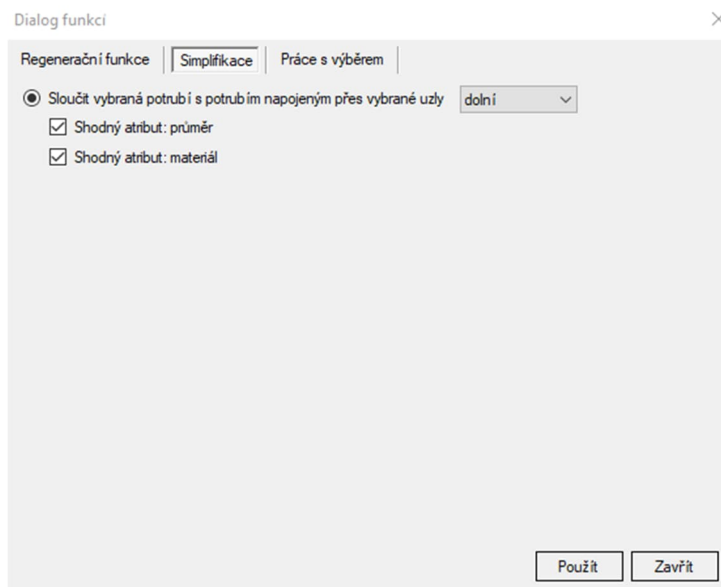 Dialog funkcí
Regenerační funkce Simplifikace Práce s výběrem
Sloučit vybraná potrubí s potrubím napojeným přes vybrané uzly dolní
Shodný atribut: průměr
Shodný atribut: materiál
Použít Zavřít